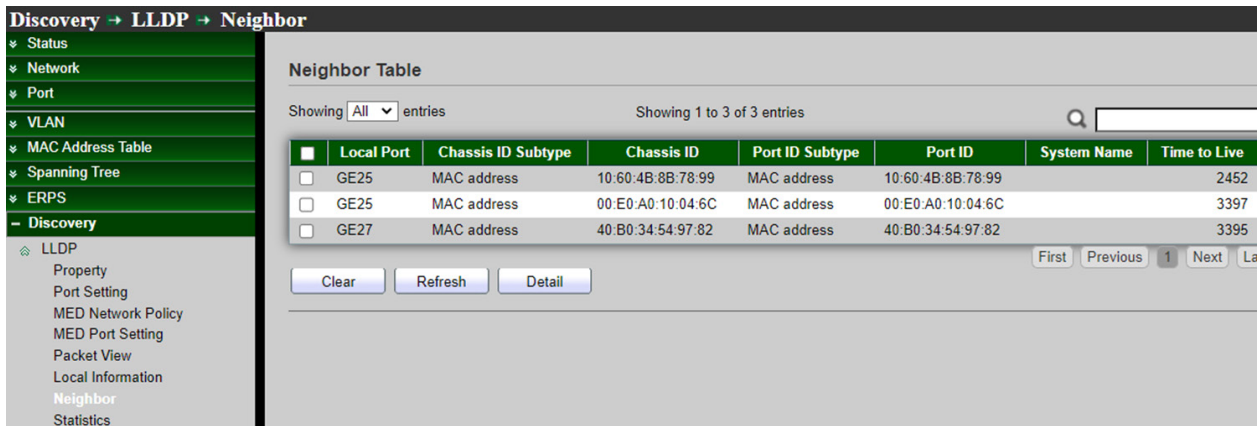 Discovery → LLDP → Neighbor
Status
Network
Port
VLAN
MAC Address Table
Spanning Tree
ERPS
Discovery
LLDP
Property
Port Setting
MED Network Policy
MED Port Setting
Packet View
Local Information
Neighbor
Statistics
Neighbor Table
Showing All entries Showing 1 to 3 of 3 entries
Local Port Chassis ID Subtype Chassis ID Port ID Subtype Port ID System Name Time to Live
GE25 MAC address 10:60:4B:8B:78:99 MAC address 10:60:4B:8B:78:99 2452
GE25 MAC address 00:E0:A0:10:04:6C MAC address 00:E0:A0:10:04:6C 3397
GE27 MAC address 40:B0:34:54:97:82 MAC address 40:B0:34:54:97:82 3395
First Previous 1 Next La
Clear Refresh Detail